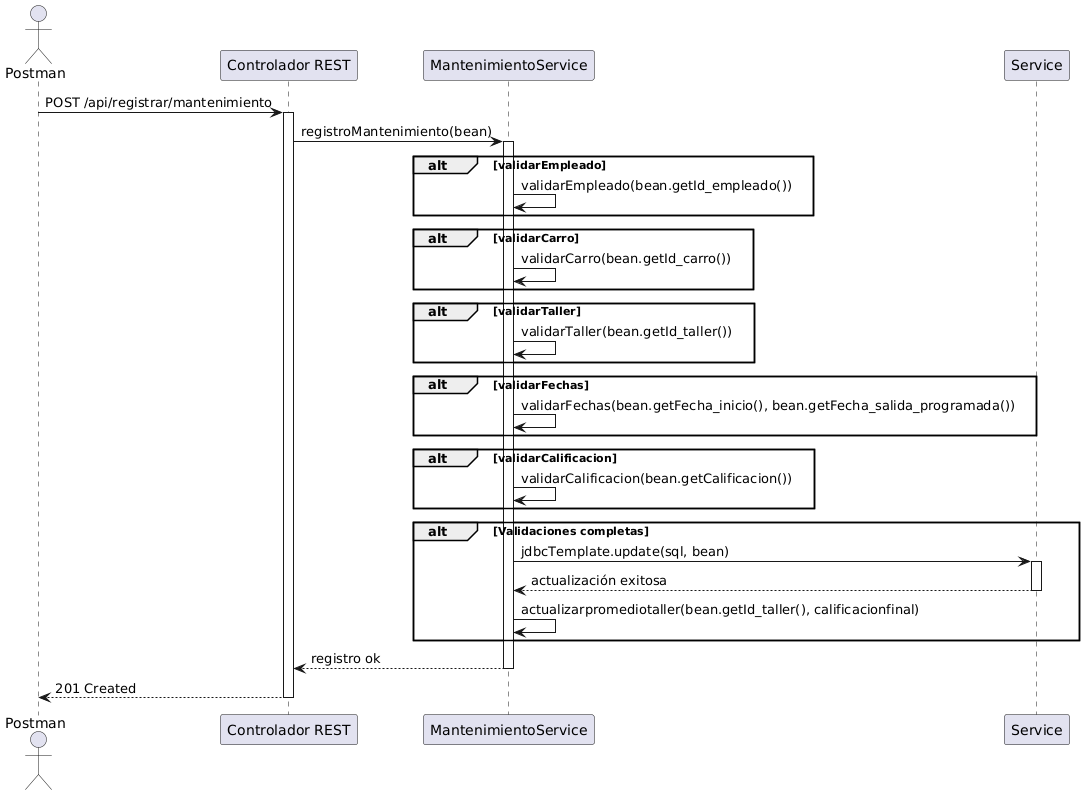 Postman
Controlador REST
MantenimientoService
Service
POST /api/registrar/mantenimiento
registroMantenimiento(bean)
alt [validarEmpleado]
validarEmpleado(bean.getId_empleado())
alt [validarCarro]
validarCarro(bean.getId_carro())
alt [validarTaller]
validarTaller(bean.getId_taller())
alt [validarFechas]
validarFechas(bean.getFecha_inicio(), bean.getFecha_salida_programada())
alt [validarCalificacion]
validarCalificacion(bean.getCalificacion())
alt [Validaciones completas]
jdbcTemplate.update(sql, bean)
actualización exitosa
actualizarpromediotaller(bean.getId_taller(), calificacionfinal)
registro ok
201 Created
Postman
Controlador REST
MantenimientoService
Service